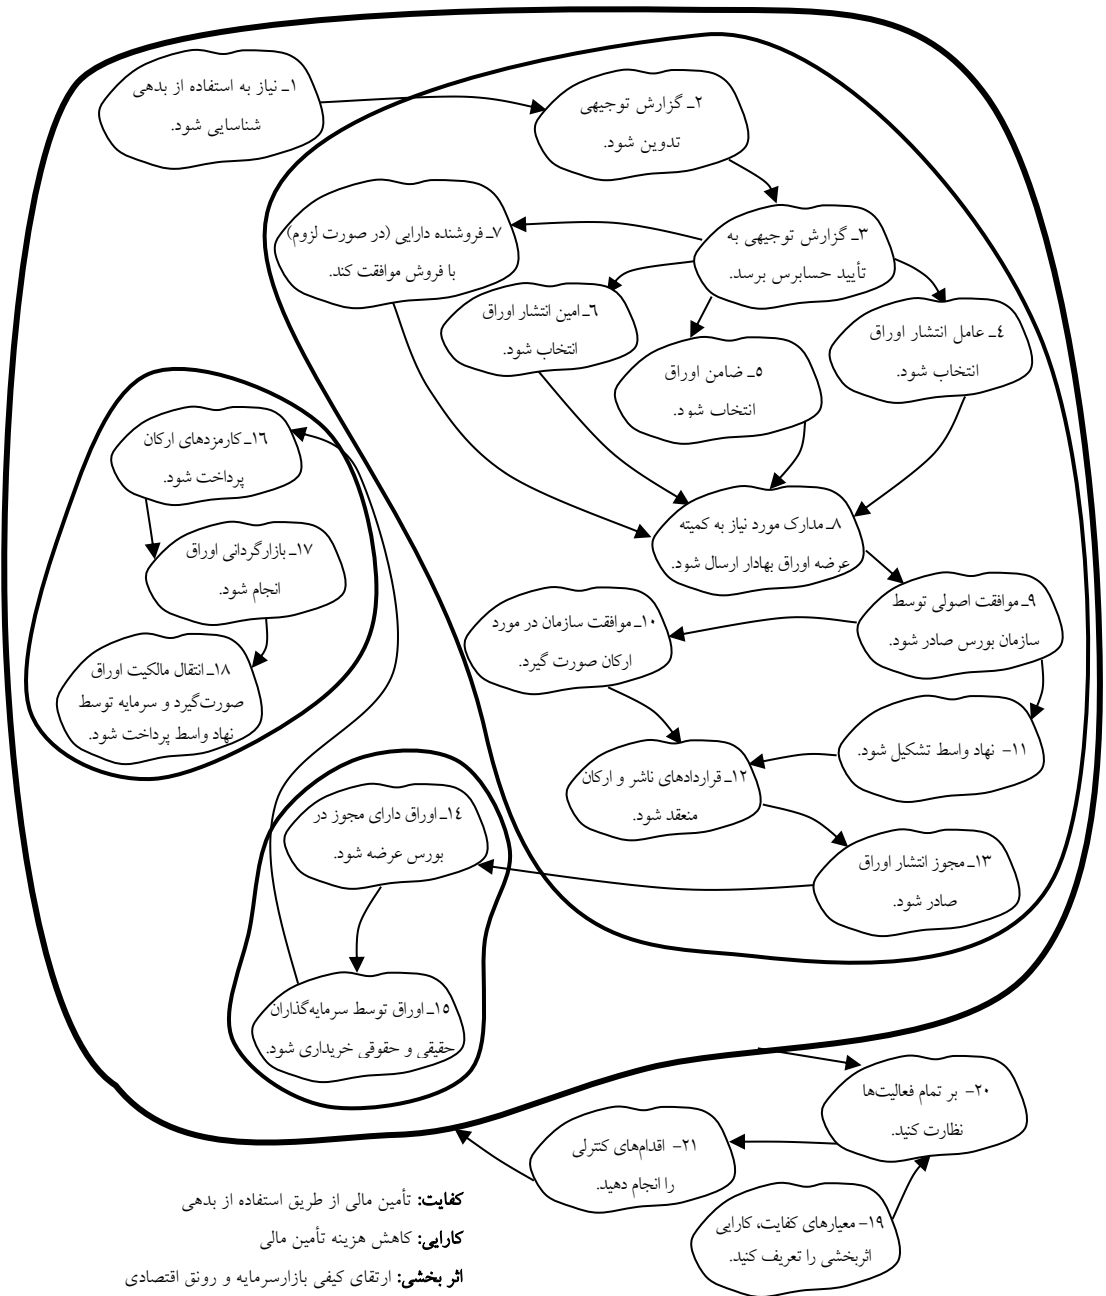 ۱ـ نیاز به استفاده از بدهی
شناسایی شود.
۲ـ گزارش توجیهی
تدوین شود.
۳ـ گزارش توجیهی به
تأیید حسابرس برسد.
۴ـ عامل انتشار اوراق
انتخاب شود.
۵ـ ضامن اوراق
انتخاب شود.
۶ـ امین انتشار اوراق
انتخاب شود.
۷ـ فروشنده دارایی (در صورت لزوم)
با فروش موافقت کند.
۸ـ مدارک مورد نیاز به کمیته
عرضه اوراق بهادار ارسال شود.
۹ـ موافقت اصولی توسط
سازمان بورس صادر شود.
۱۰ـ موافقت سازمان در مورد
ارکان صورت گیرد.
۱۱- نهاد واسط تشکیل شود.
۱۲ـ قراردادهای ناشر و ارکان
منعقد شود.
۱۳ـ مجوز انتشار اوراق
صادر شود.
۱۴ـ اوراق دارای مجوز در
بورس عرضه شود.
۱۵ـ اوراق توسط سرمایه‌گذاران
حقیقی و حقوقی خریداری شود.
۱۶ـ کارمزدهای ارکان
پرداخت شود.
۱۷ـ بازارگردانی اوراق
انجام شود.
۱۸ـ انتقال مالکیت اوراق
صورت‌گیرد و سرمایه توسط
نهاد واسط پرداخت شود.
۱۹- معیارهای کفایت، کارایی
اثربخشی را تعریف کنید.
۲۰- بر تمام فعالیت‌ها
نظارت کنید.
۲۱- اقدام‌های کنترلی
را انجام دهید.
کفایت: تأمین مالی از طریق استفاده از بدهی
کارایی: کاهش هزینه تأمین مالی
اثر بخشی: ارتقای کیفی بازارسرمایه و رونق اقتصادی